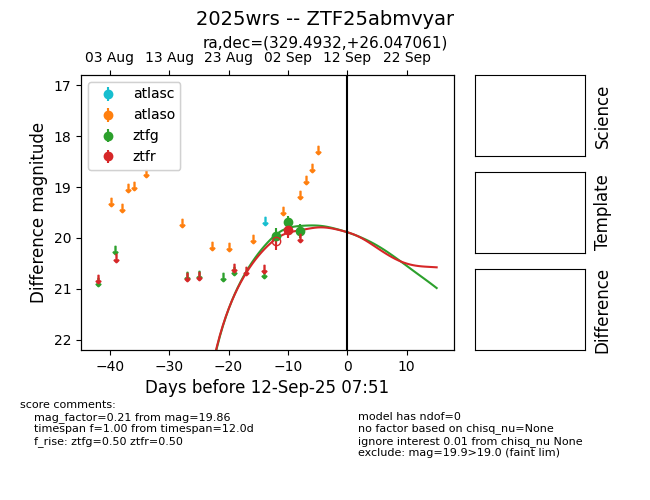 2025wrs -- ZTF25abmvyar
ra,dec=(329.4932,+26.047061)
03 Aug 13 Aug 23 Aug 02 Sep 12 Sep 22 Sep
atlasc
atlaso
ztfg
ztfr
17
18
19
20
21
22
Difference magnitude
−40 −30 −20 −10 0 10
Days before 12-Sep-25 07:51
Science
Template
Difference
score comments:
mag_factor=0.21 from mag=19.86
timespan f=1.00 from timespan=12.0d
f_rise: ztfg=0.50 ztfr=0.50
model has ndof=0
no factor based on chisq_nu=None
ignore interest 0.01 from chisq_nu None
exclude: mag=19.9>19.0 (faint lim)